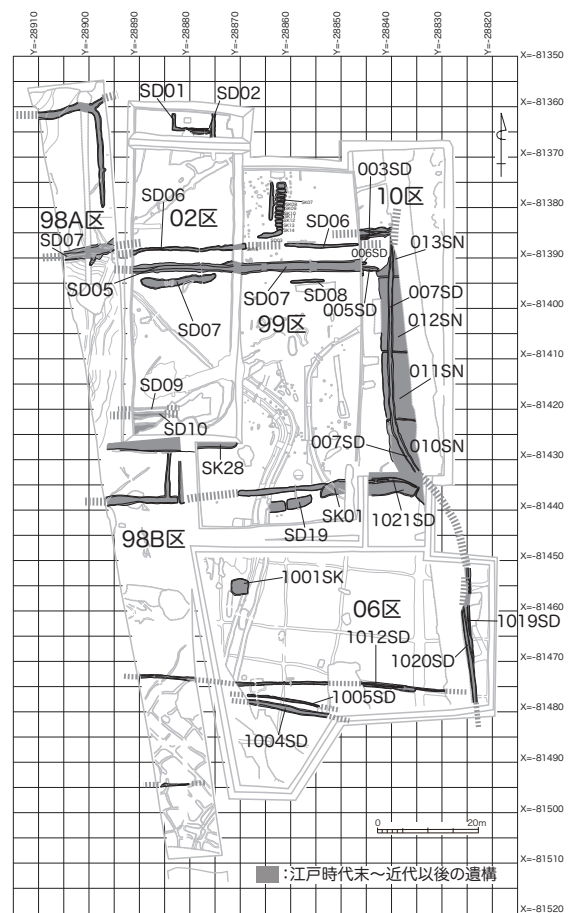 Y=-28910
Y=-28900
Y=-28890
Y=-28880
Y=-28870
Y=-28860
Y=-28850
Y=-28840
Y=-28830
Y=-28820
X=-81350
X=-81360
X=-81370
X=-81380
X=-81390
X=-81400
X=-81410
X=-81420
X=-81430
X=-81440
X=-81450
X=-81460
X=-81470
X=-81480
X=-81490
X=-81500
X=-81510
X=-81520
SD01
SD02
003SD
10区
SD06
02区
SK07
98A区
SD07
SD06
013SN
006SD
SD05
SD07
SD08
007SD
005SD
012SN
SD07
99区
011SN
SD09
SD10
007SD
010SN
SK28
SK01
1021SD
SD19
98B区
1001SK
06区
1019SD
1012SD
1020SD
1005SD
1004SD
0 20m
:江戸時代末～近代以後の遺構